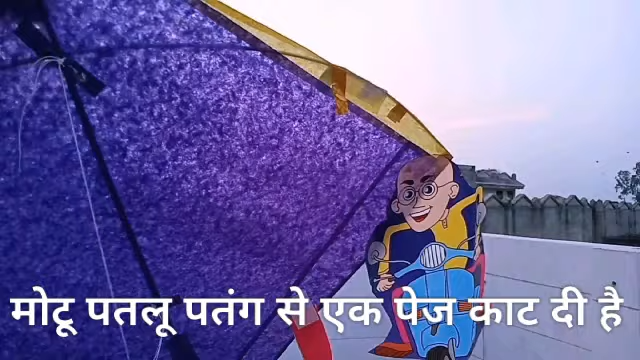 मोटू पतलू पतंग से एक पेज काट दी है